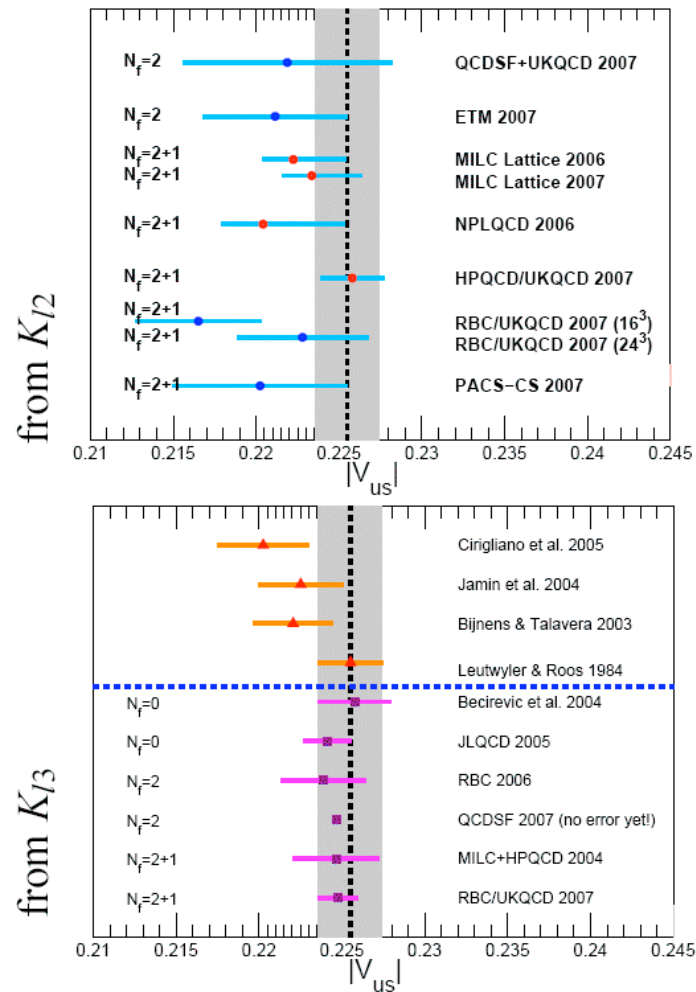 from K_l2
N_f=2 QCDSF+UKQCD 2007
N_f=2 ETM 2007
N_f=2+1 MILC Lattice 2006
N_f=2+1 MILC Lattice 2007
N_f=2+1 NPLQCD 2006
N_f=2+1 HPQCD/UKQCD 2007
N_f=2+1 RBC/UKQCD 2007 (16^3)
N_f=2+1 RBC/UKQCD 2007 (24^3)
N_f=2+1 PACS−CS 2007
0.21 0.215 0.22 0.225 0.23 0.235 0.24 0.245
|V_us|
from K_l3
Cirigliano et al. 2005
Jamin et al. 2004
Bijnens & Talavera 2003
Leutwyler & Roos 1984
N_f=0 Becirevic et al. 2004
N_f=0 JLQCD 2005
N_f=2 RBC 2006
N_f=2 QCDSF 2007 (no error yet!)
N_f=2+1 MILC+HPQCD 2004
N_f=2+1 RBC/UKQCD 2007
0.21 0.215 0.22 0.225 0.23 0.235 0.24 0.245
|V_us|